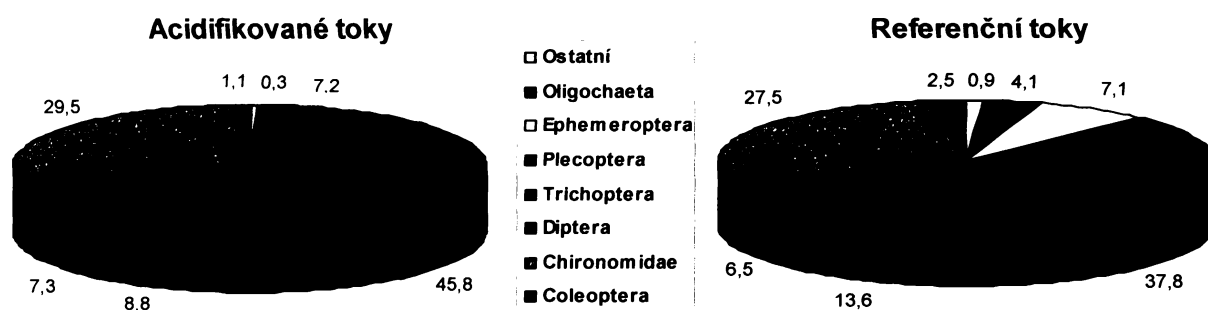 Acidifikované toky
1,1 0,3 7.2
29,5
7,3
8,8
45,8
Ostatní
Oligochaeta
Ephemeroptera
Plecoptera
Trichoptera
Diptera
Chironomidae
Coleoptera
Referenční toky
2,5 0,9 4,1
7,1
27,5
6,5
13,6
37,8